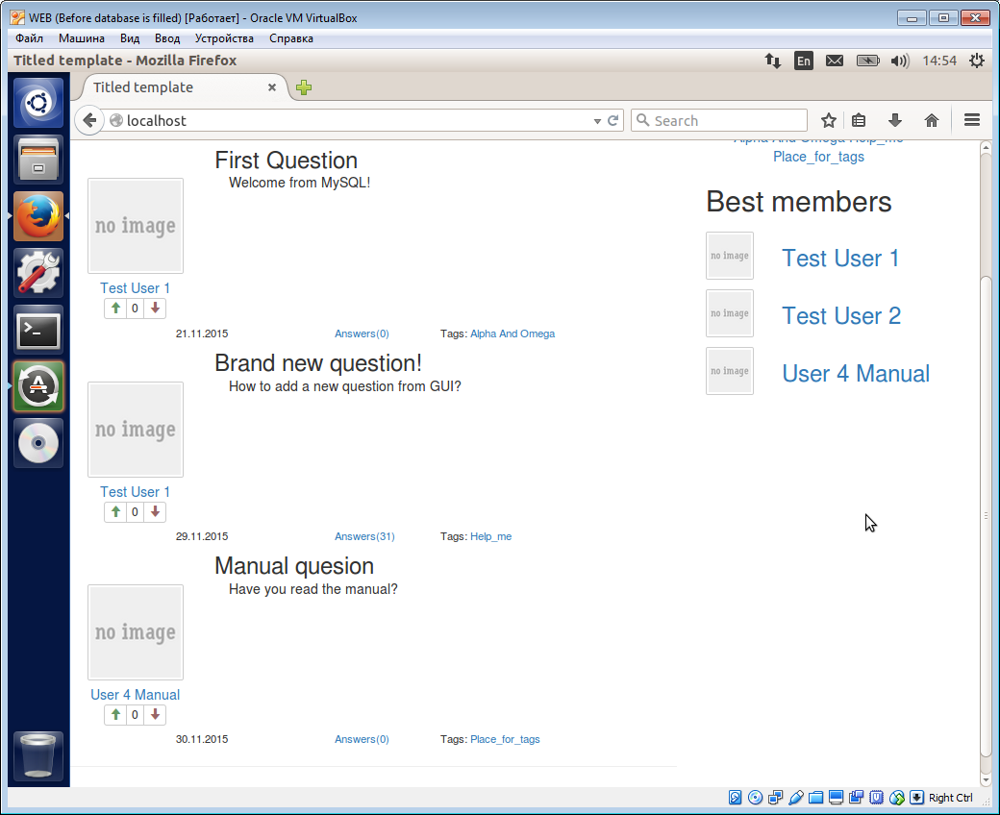 WEB (Before database is filled) [Работает] - Oracle VM VirtualBox
Файл Машина Вид Ввод Устройства Справка
Titled template - Mozilla Firefox
En
14:54
Titled template
localhost
Search
First Question
Welcome from MySQL!
no image
Test User 1
0
21.11.2015 Answers(0) Tags: Alpha And Omega
Brand new question!
How to add a new question from GUI?
no image
Test User 1
0
29.11.2015 Answers(31) Tags: Help_me
Manual quesion
Have you read the manual?
no image
User 4 Manual
0
30.11.2015 Answers(0) Tags: Place_for_tags
Alpha And Omega Help_me
Place_for_tags
Best members
no image
Test User 1
no image
Test User 2
no image
User 4 Manual
Right Ctrl